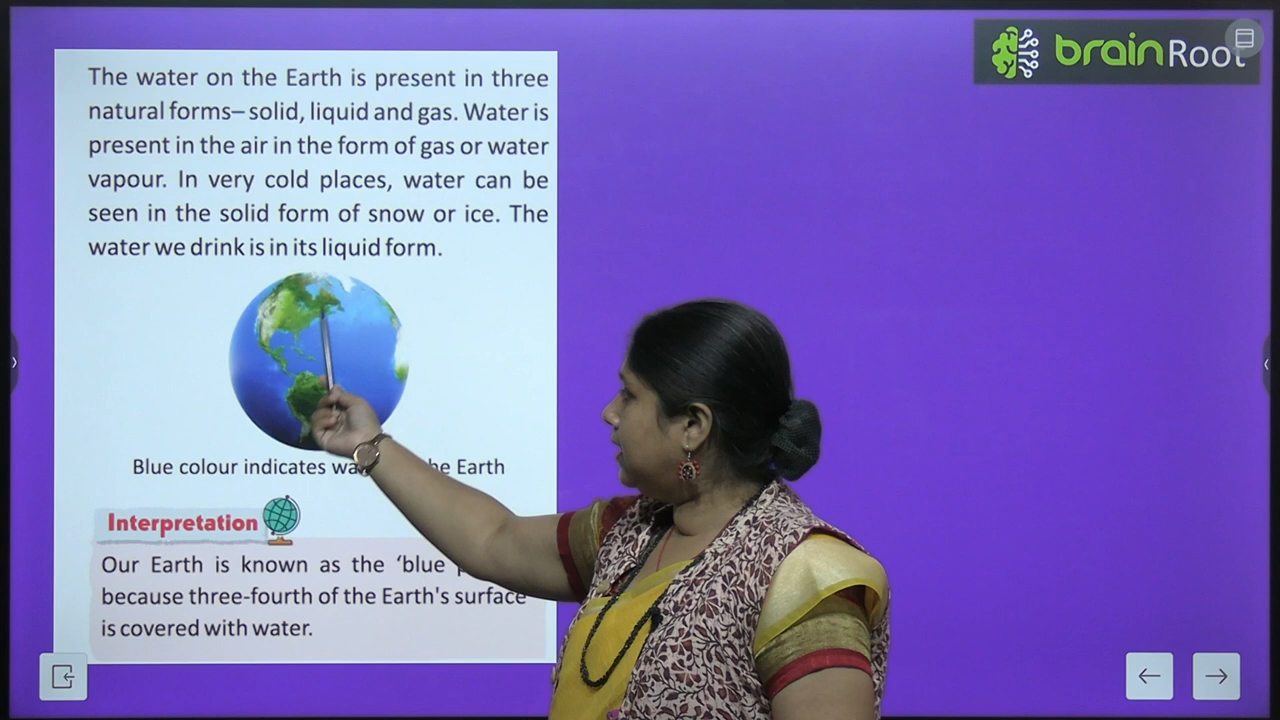 The water on the Earth is present in three
natural forms– solid, liquid and gas. Water is
present in the air in the form of gas or water
vapour. In very cold places, water can be
seen in the solid form of snow or ice. The
water we drink is in its liquid form.
Blue colour indicates the Earth
Interpretation
Our Earth is known as the ‘blue
because three-fourth of the Earth's surface
is covered with water.
brainRoot